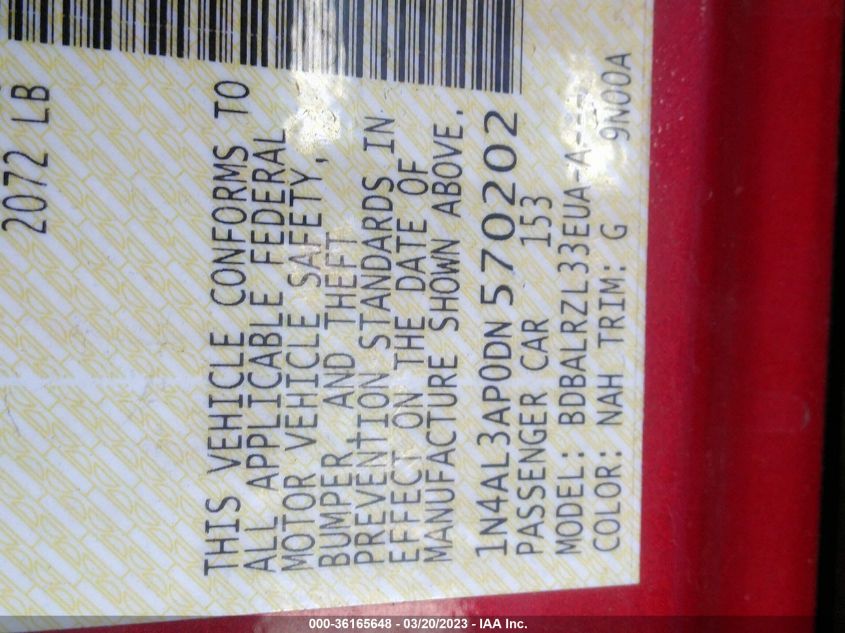 2072 LB
THIS VEHICLE CONFORMS TO
ALL APPLICABLE FEDERAL
MOTOR VEHICLE SAFETY,
BUMPER AND THEFT
PREVENTION STANDARDS IN
EFFECT ON THE DATE OF
MANUFACTURE SHOWN ABOVE.
1N4AL3AP0DN570202
PASSENGER CAR 153
MODEL: BDBALRZL33EUA-A---
COLOR: NAH TRIM: G 9N00A
000-36165648 - 03/20/2023 - IAA Inc.